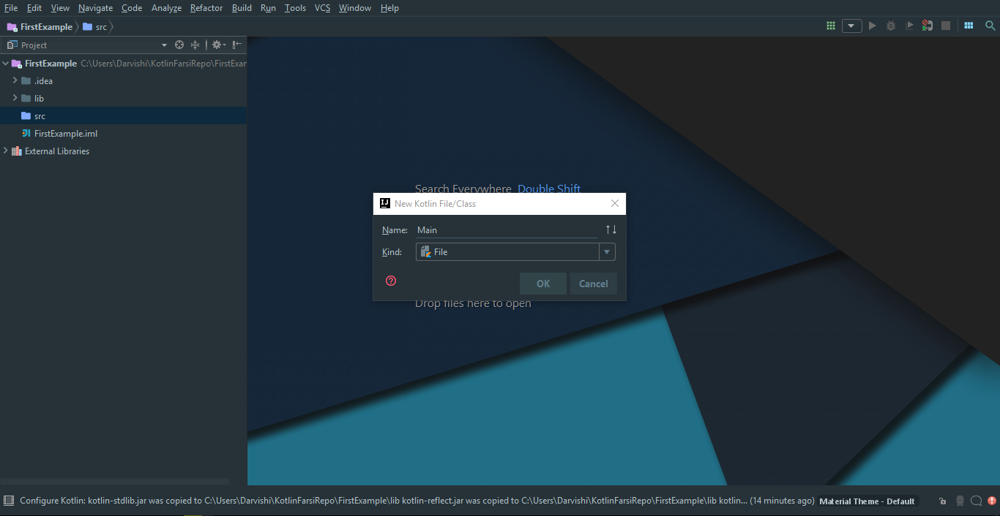 File Edit View Navigate Code Analyze Refactor Build Run Tools VCS Window Help
FirstExample src
Project
FirstExample C:\Users\Darvishi\KotlinFarsiRepo\FirstExar
.idea
lib
src
FirstExample.iml
External Libraries
Search Everywhere Double Shift
New Kotlin File/Class
Name: Main
Kind: File
OK Cancel
Drop files here to open
Configure Kotlin: kotlin-stdlib.jar was copied to C:\Users\Darvishi\KotlinFarsiRepo\FirstExample\lib kotlin-reflect.jar was copied to C:\Users\Darvishi\KotlinFarsiRepo\FirstExample\lib kotlin... (14 minutes ago) Material Theme - Default